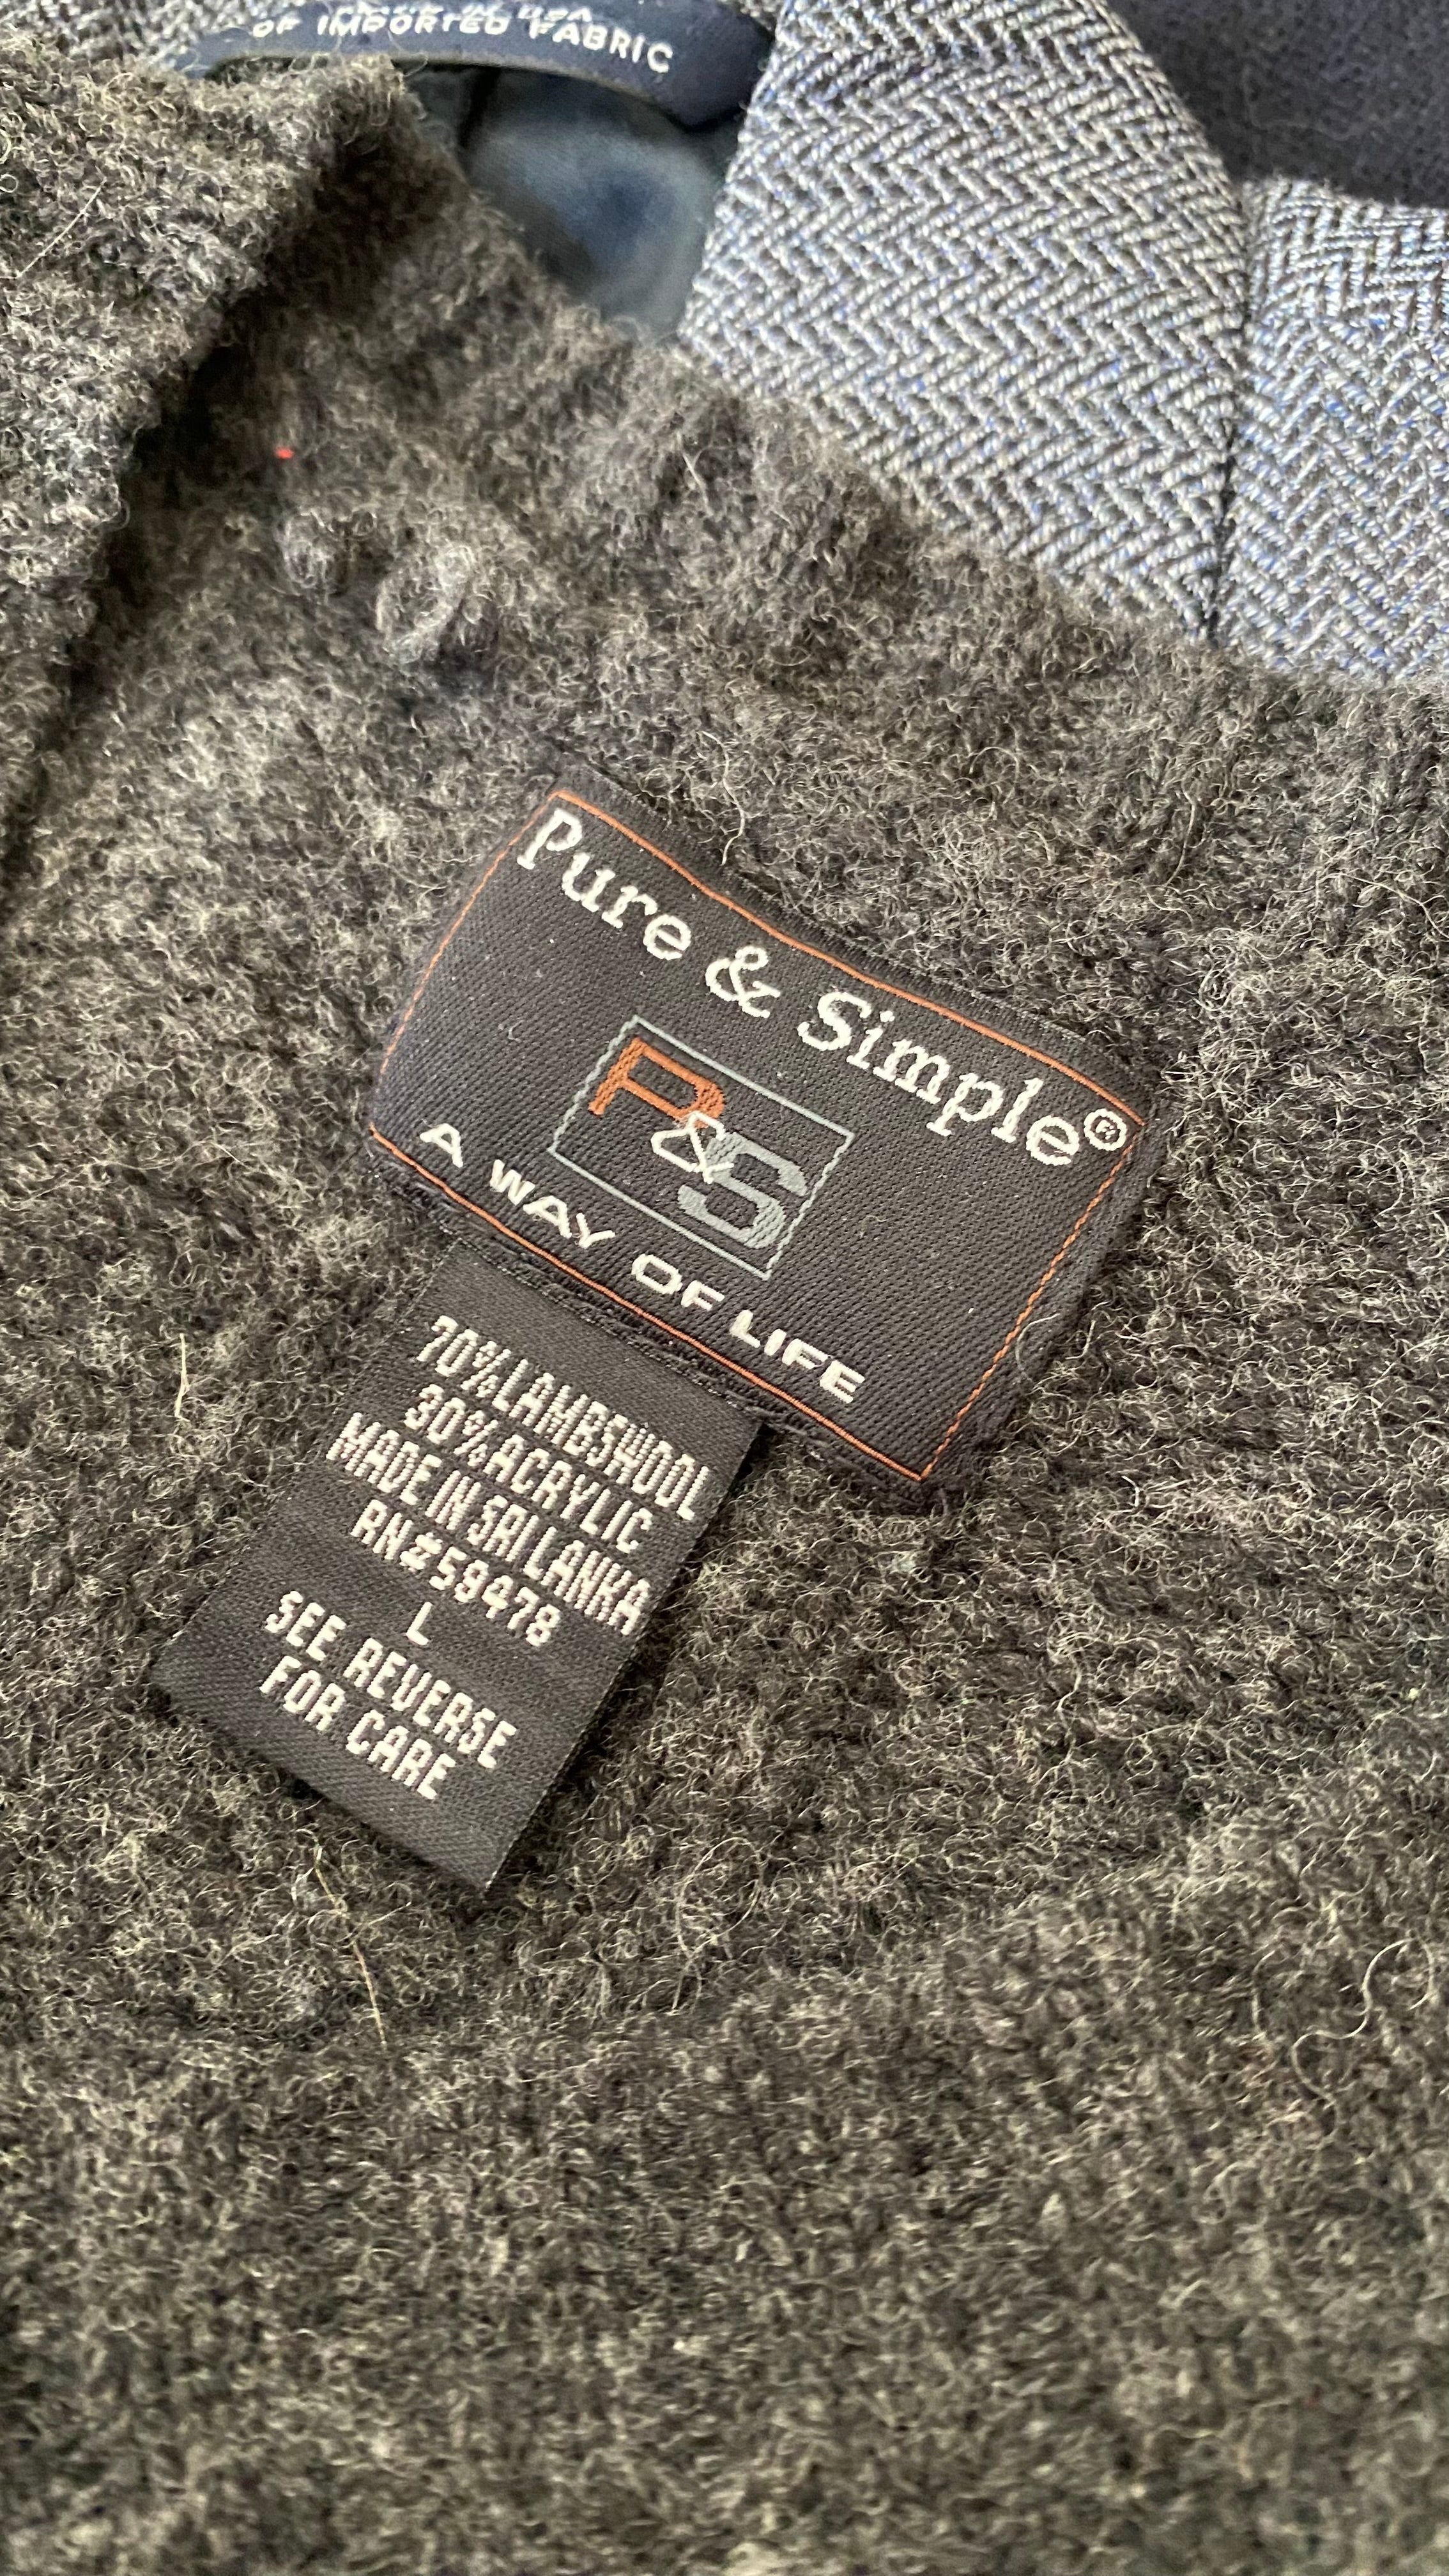 OF IMPORTED FABRIC
Pure & Simple®
P&S
A WAY OF LIFE
70%LAMBSWOOL
30%ACRYLIC
MADE IN SRI LANKA
RN#59478
L
SEE REVERSE
FOR CARE